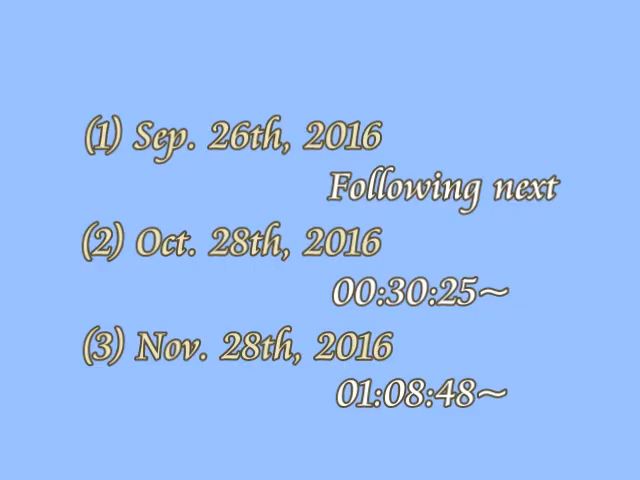 (1) Sep. 26th, 2016
Following next
(2) Oct. 28th, 2016
00:30:25~
(3) Nov. 28th, 2016
01:08:48~